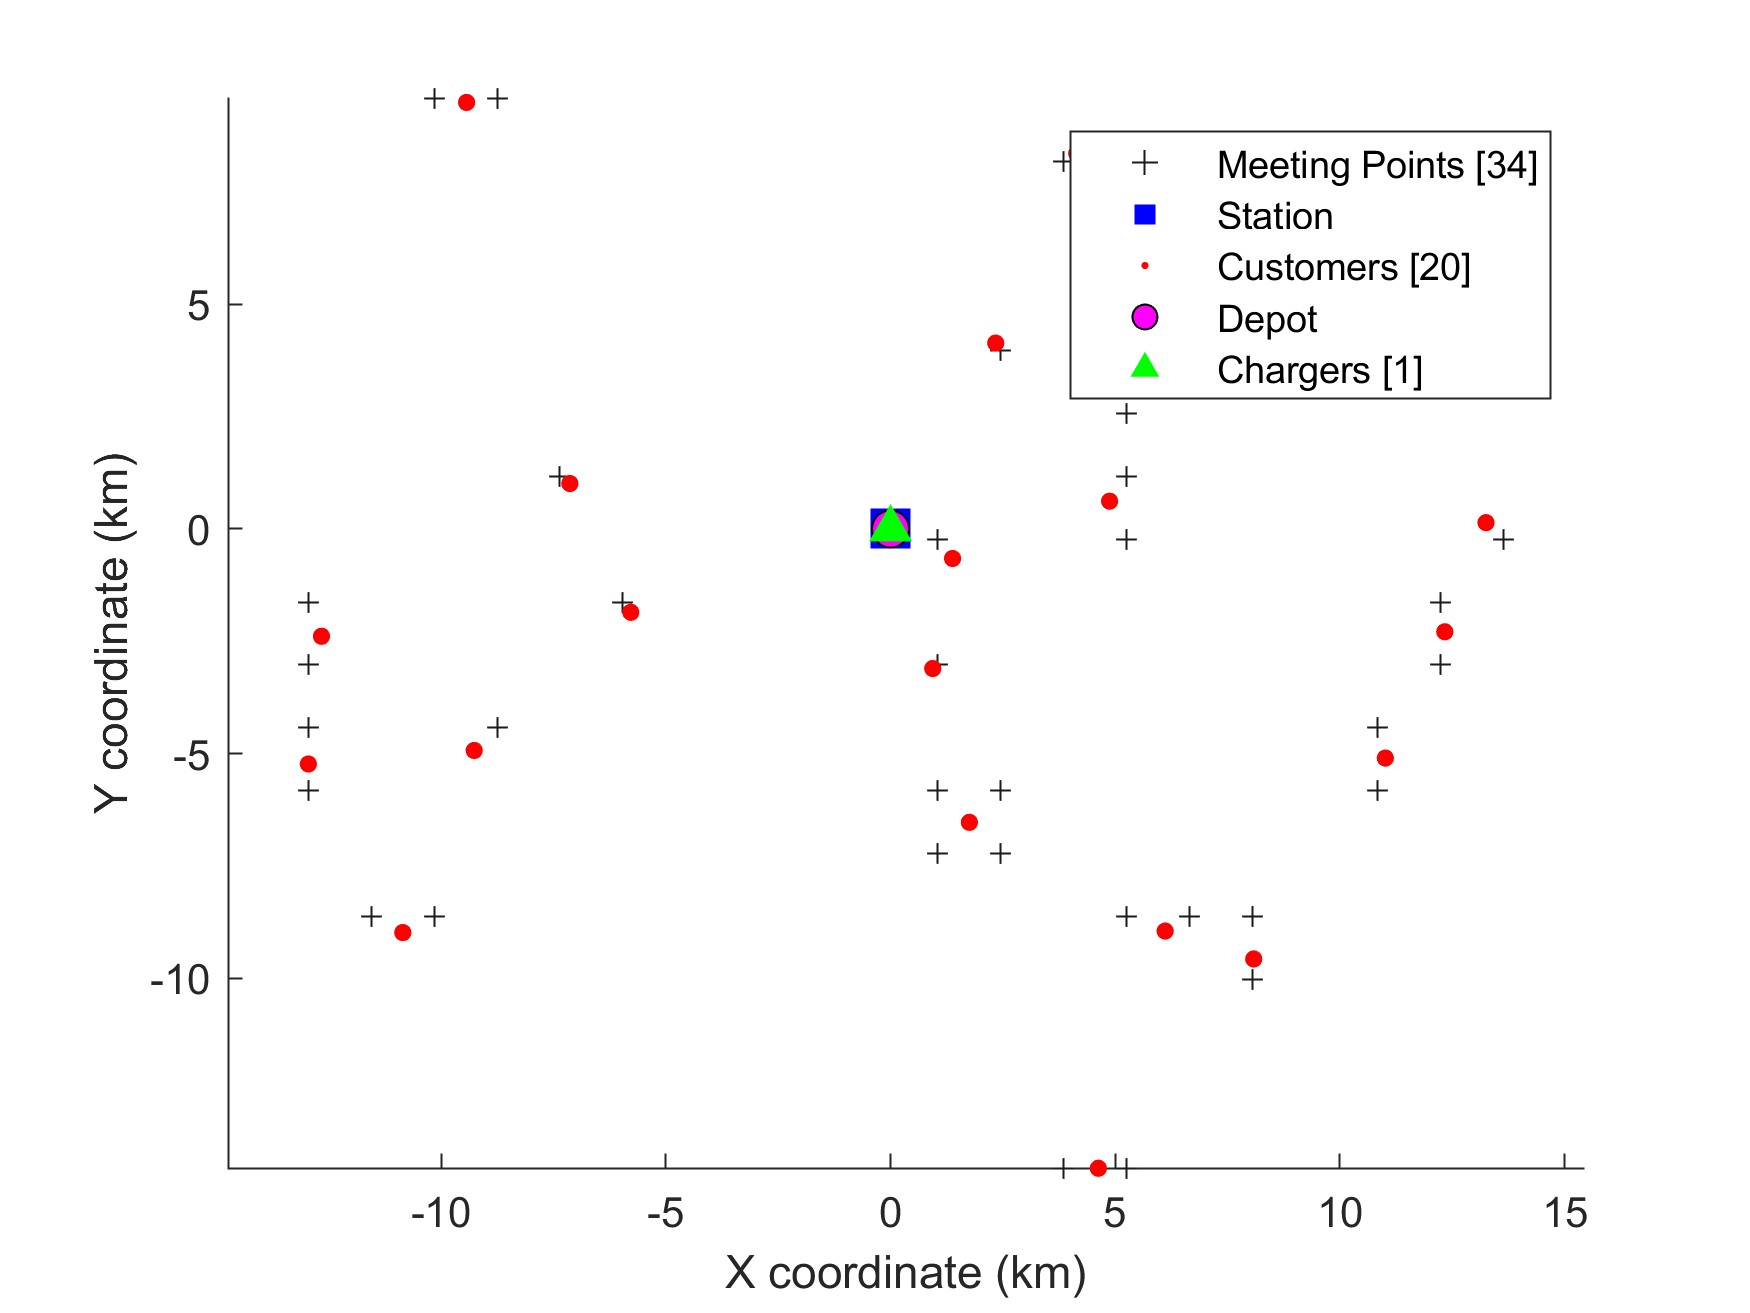 Meeting Points [34]
Station
Customers [20]
Depot
Chargers [1]
5
0
-5
-10
Y coordinate (km)
-10 -5 0 5 10 15
X coordinate (km)